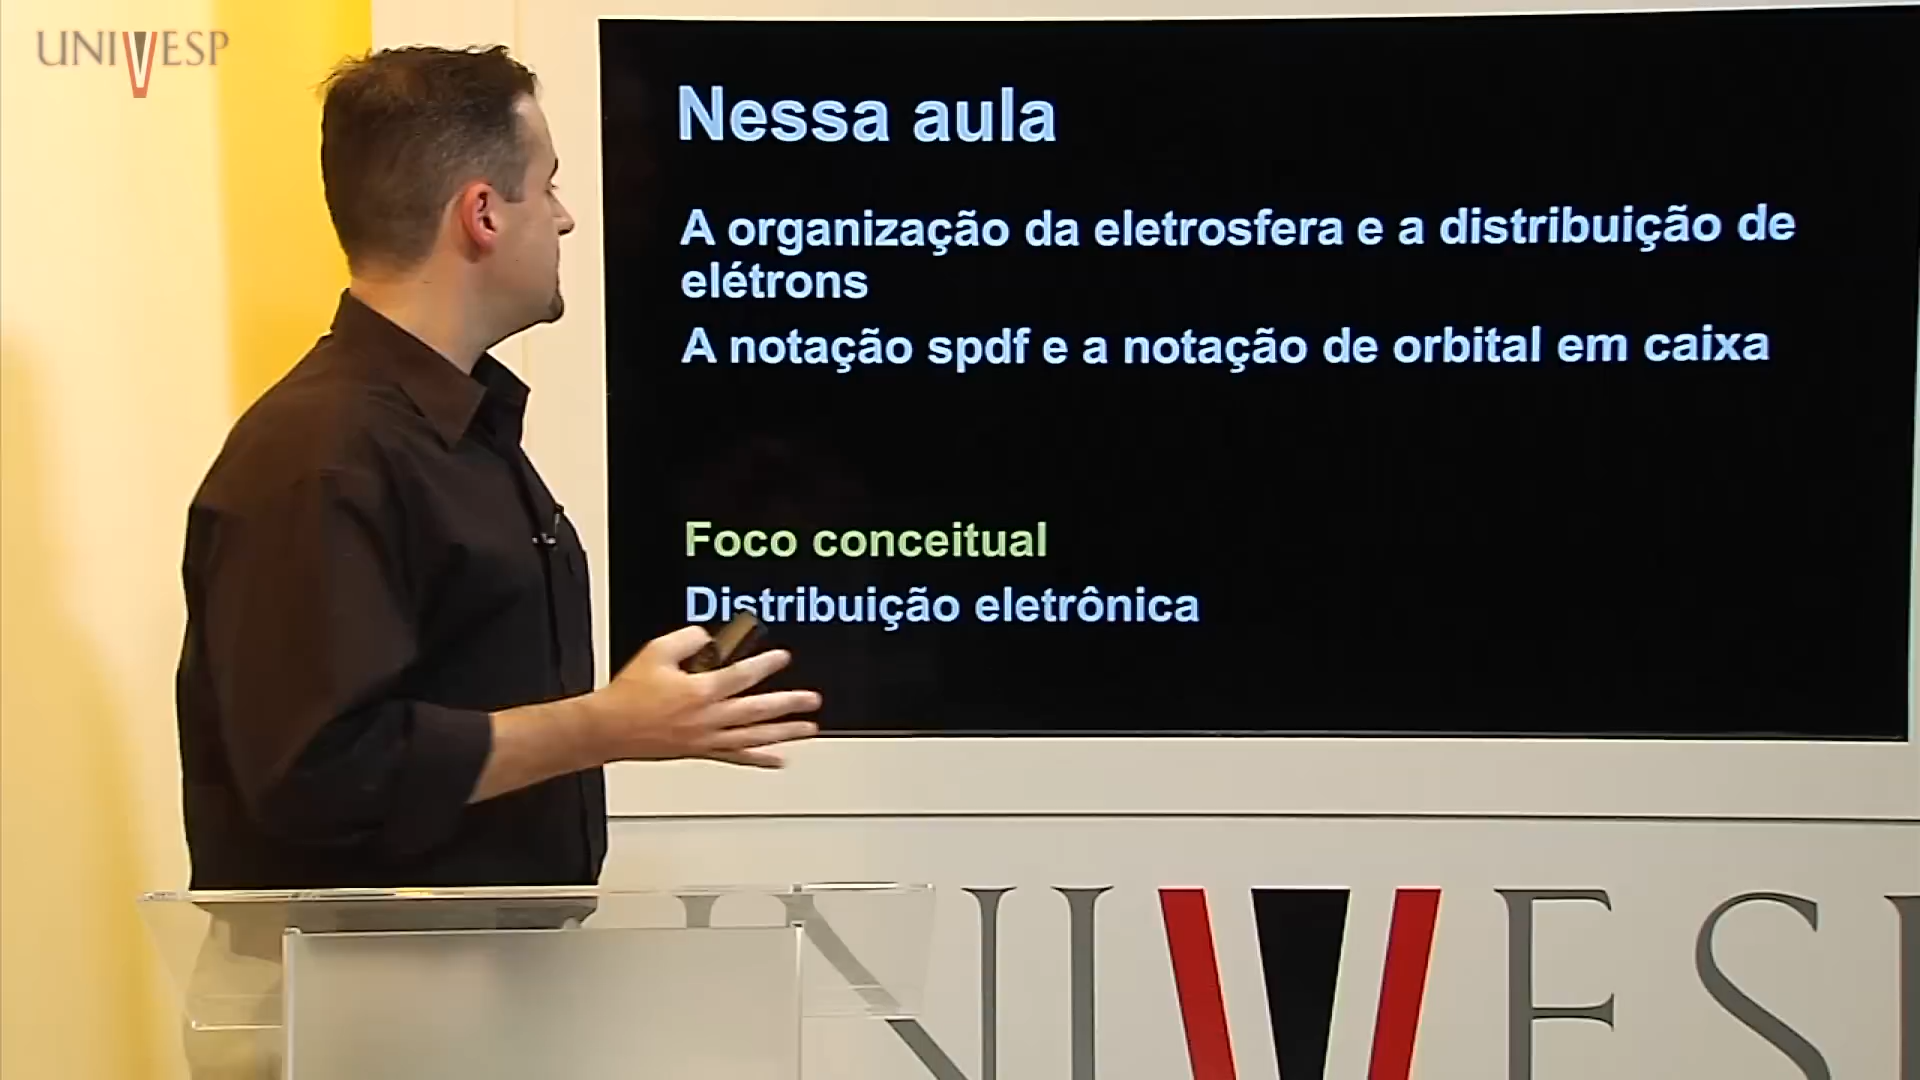 UNIVESP
Nessa aula
A organização da eletrosfera e a distribuição de
elétrons
A notação spdf e a notação de orbital em caixa
Foco conceitual
Distribuição eletrônica
UNIVESP